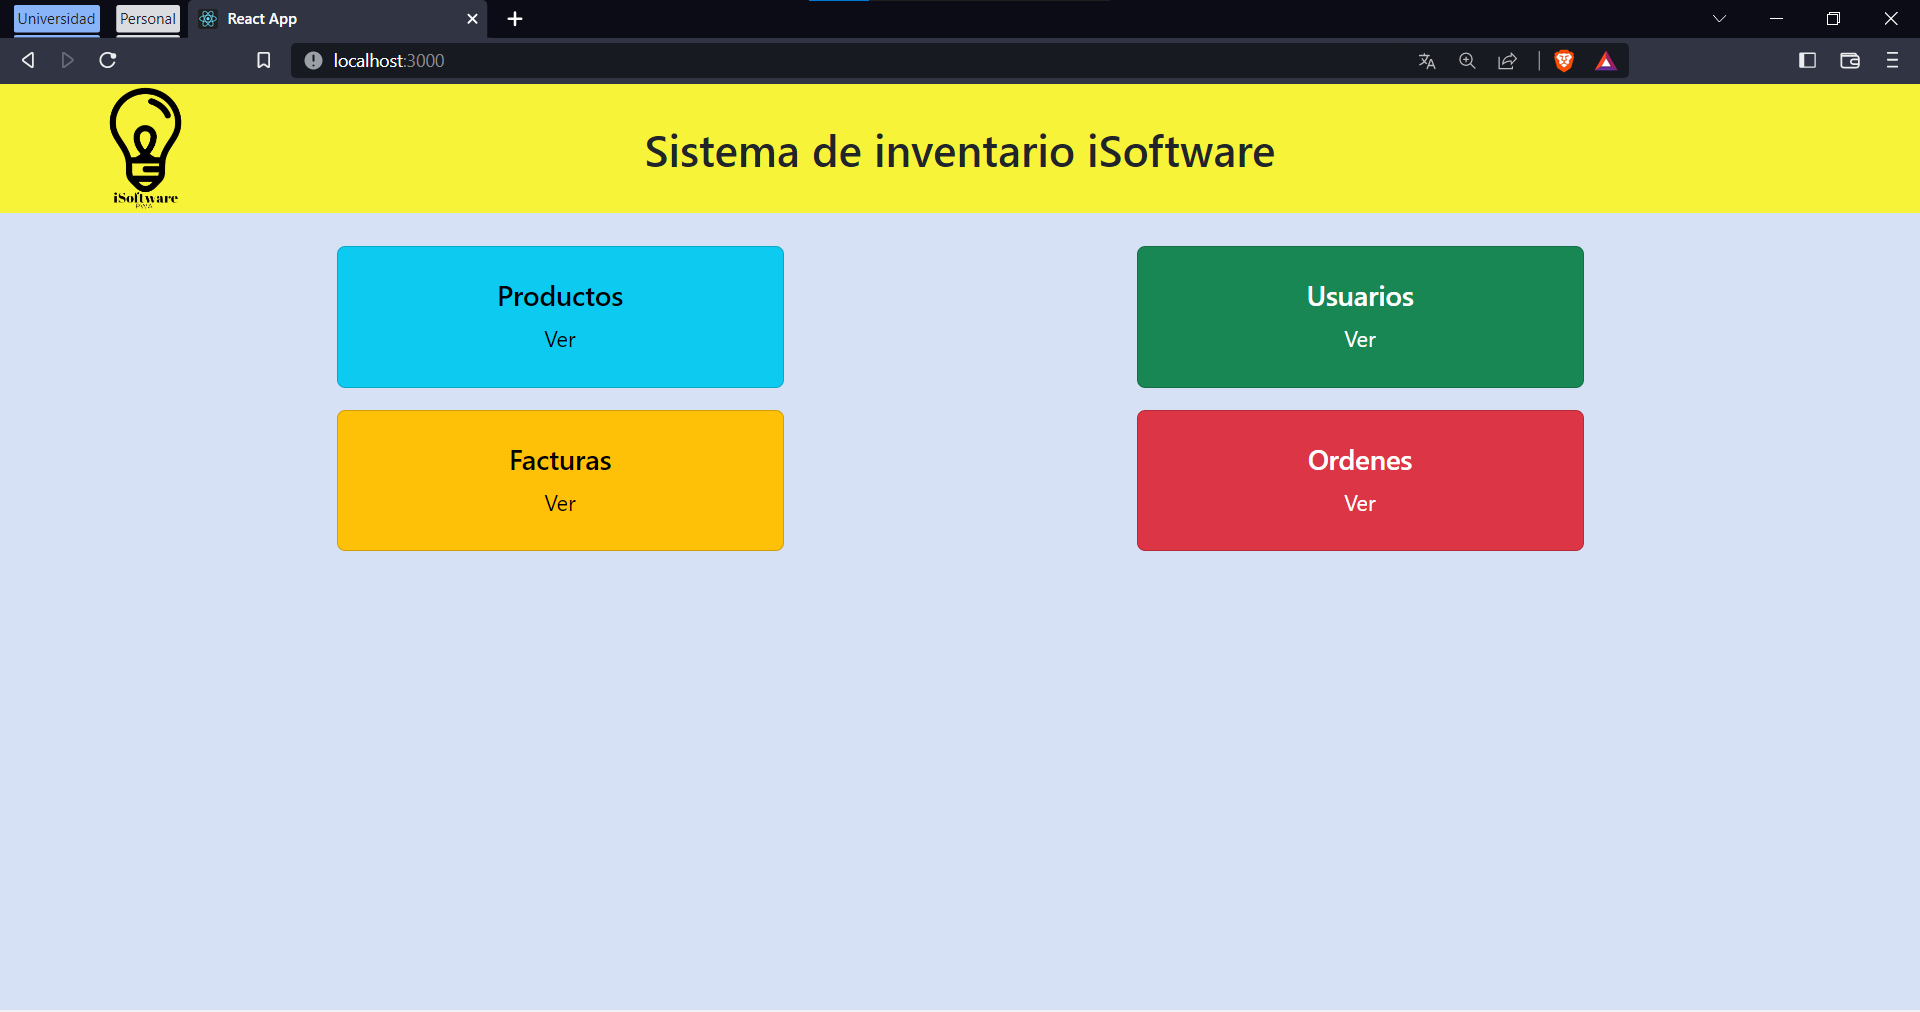 Universidad
Personal
React App
localhost:3000
iSoftware
Sistema de inventario iSoftware
Productos
Ver
Usuarios
Ver
Facturas
Ver
Ordenes
Ver